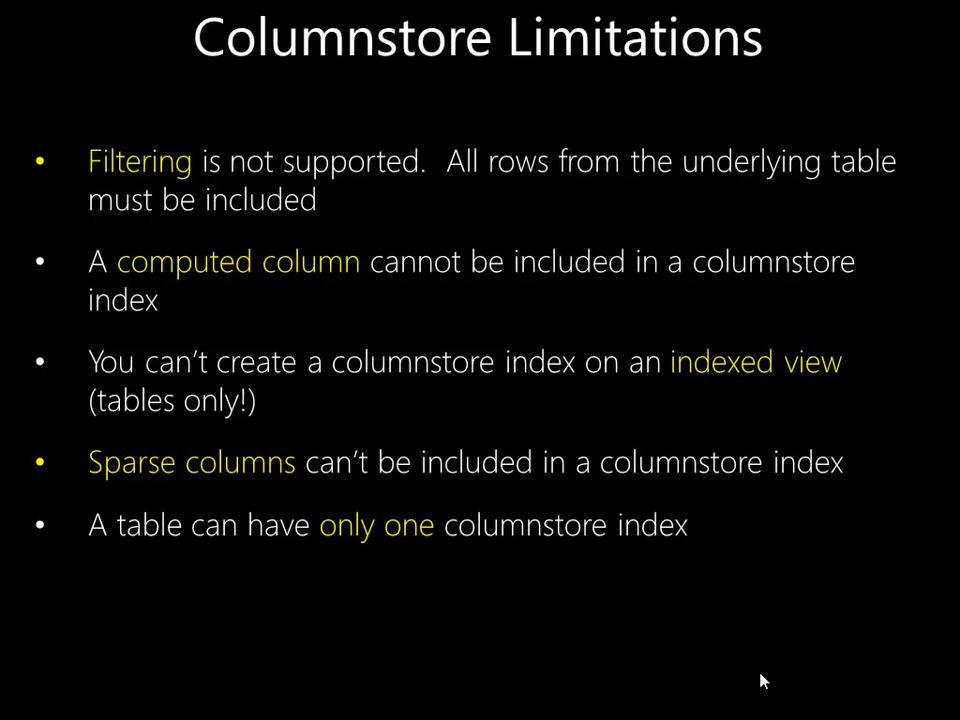 Columnstore Limitations
• Filtering is not supported.  All rows from the underlying table
must be included
• A computed column cannot be included in a columnstore
index
• You can’t create a columnstore index on an indexed view
(tables only!)
• Sparse columns can’t be included in a columnstore index
• A table can have only one columnstore index